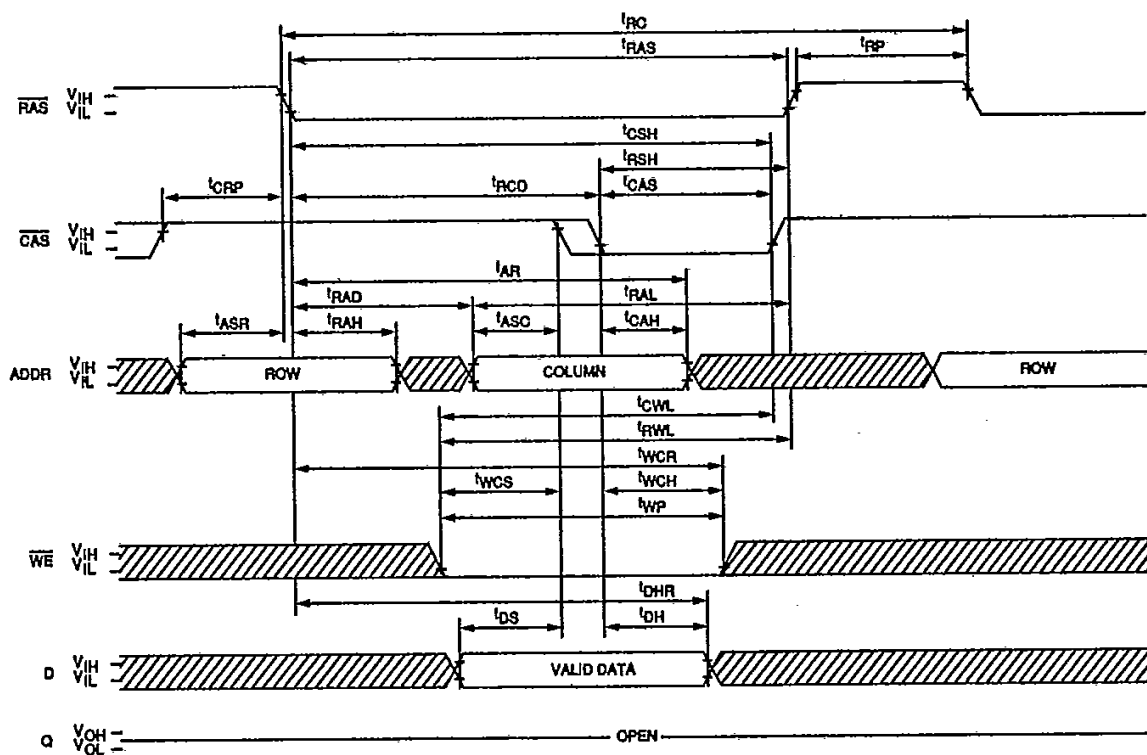 tRC
tRAS
tRP
RAS VIH
VIL
tCSH
tRSH
tCRP
tRCD
tCAS
CAS VIH
VIL
tAR
tRAD
tRAL
tASR
tRAH
tASC
tCAH
ADDR VIH
VIL
ROW
COLUMN
ROW
tCWL
tRWL
tWCR
tWCS
tWCH
tWP
WE VIH
VIL
tDHR
tDS
tDH
D VIH
VIL
VALID DATA
Q VOH
VOL
OPEN